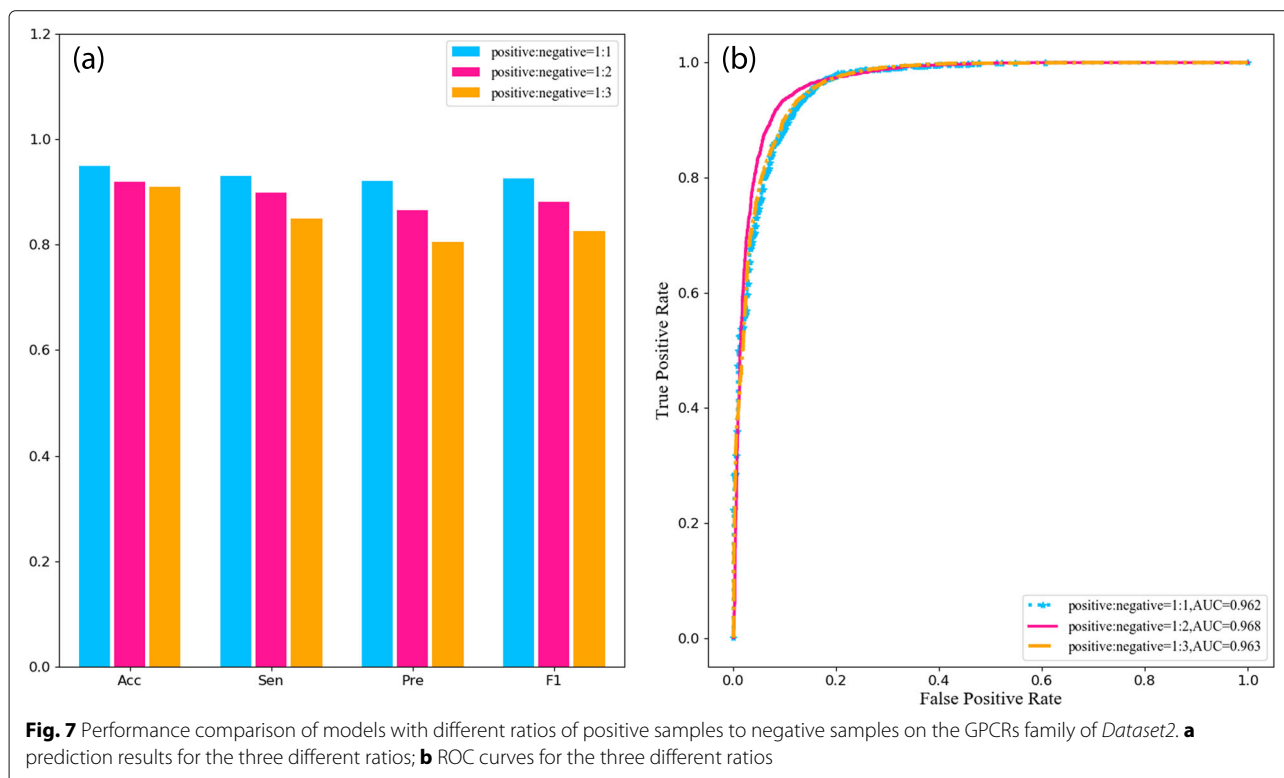 (a)
positive:negative=1:1
positive:negative=1:2
positive:negative=1:3
1.2
1.0
0.8
0.6
0.4
0.2
0.0
Acc Sen Pre F1
(b)
1.0
0.8
0.6
0.4
0.2
0.0
True Positive Rate
positive:negative=1:1,AUC=0.962
positive:negative=1:2,AUC=0.968
positive:negative=1:3,AUC=0.963
0.0 0.2 0.4 0.6 0.8 1.0
False Positive Rate
Fig. 7 Performance comparison of models with different ratios of positive samples to negative samples on the GPCRs family of Dataset2. a
prediction results for the three different ratios; b ROC curves for the three different ratios